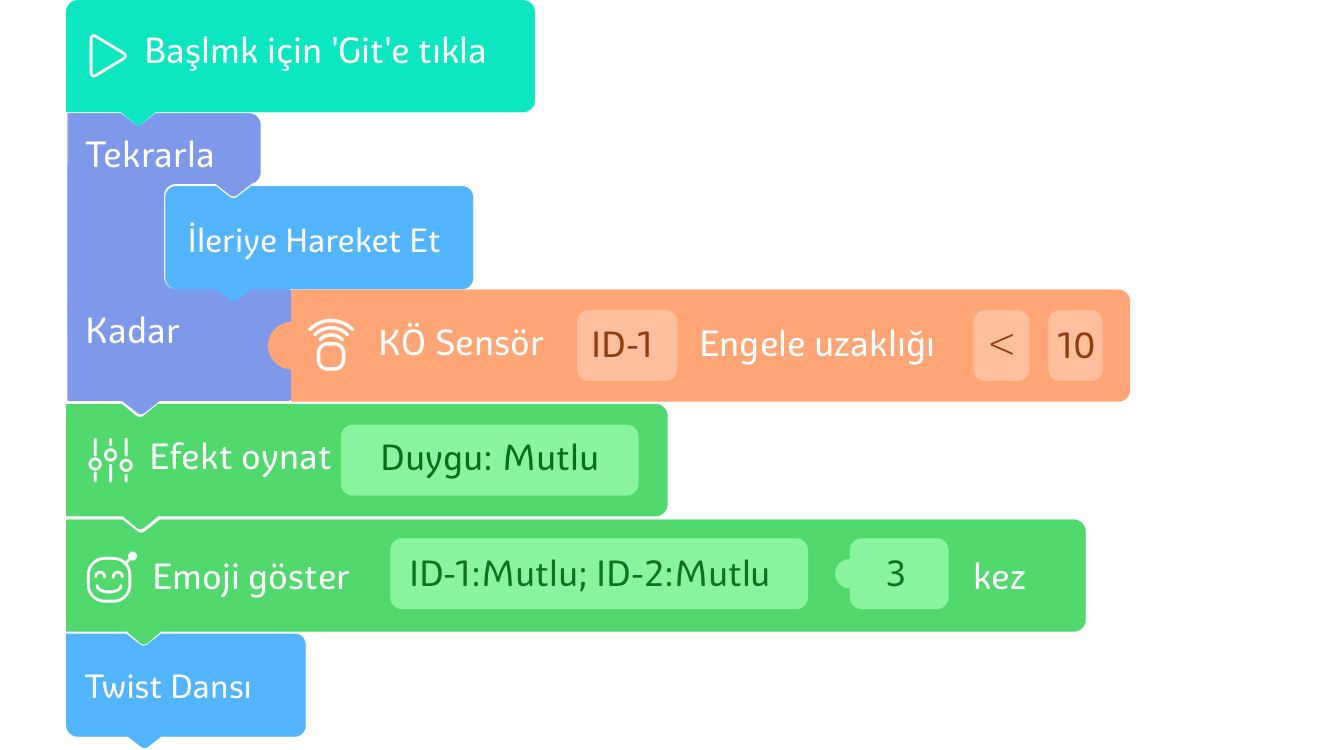 Başlmk için 'Git'e tıkla
Tekrarla
İleriye Hareket Et
Kadar KÖ Sensör ID-1 Engele uzaklığı < 10
Efekt oynat Duygu: Mutlu
Emoji göster ID-1:Mutlu; ID-2:Mutlu 3 kez
Twist Dansı